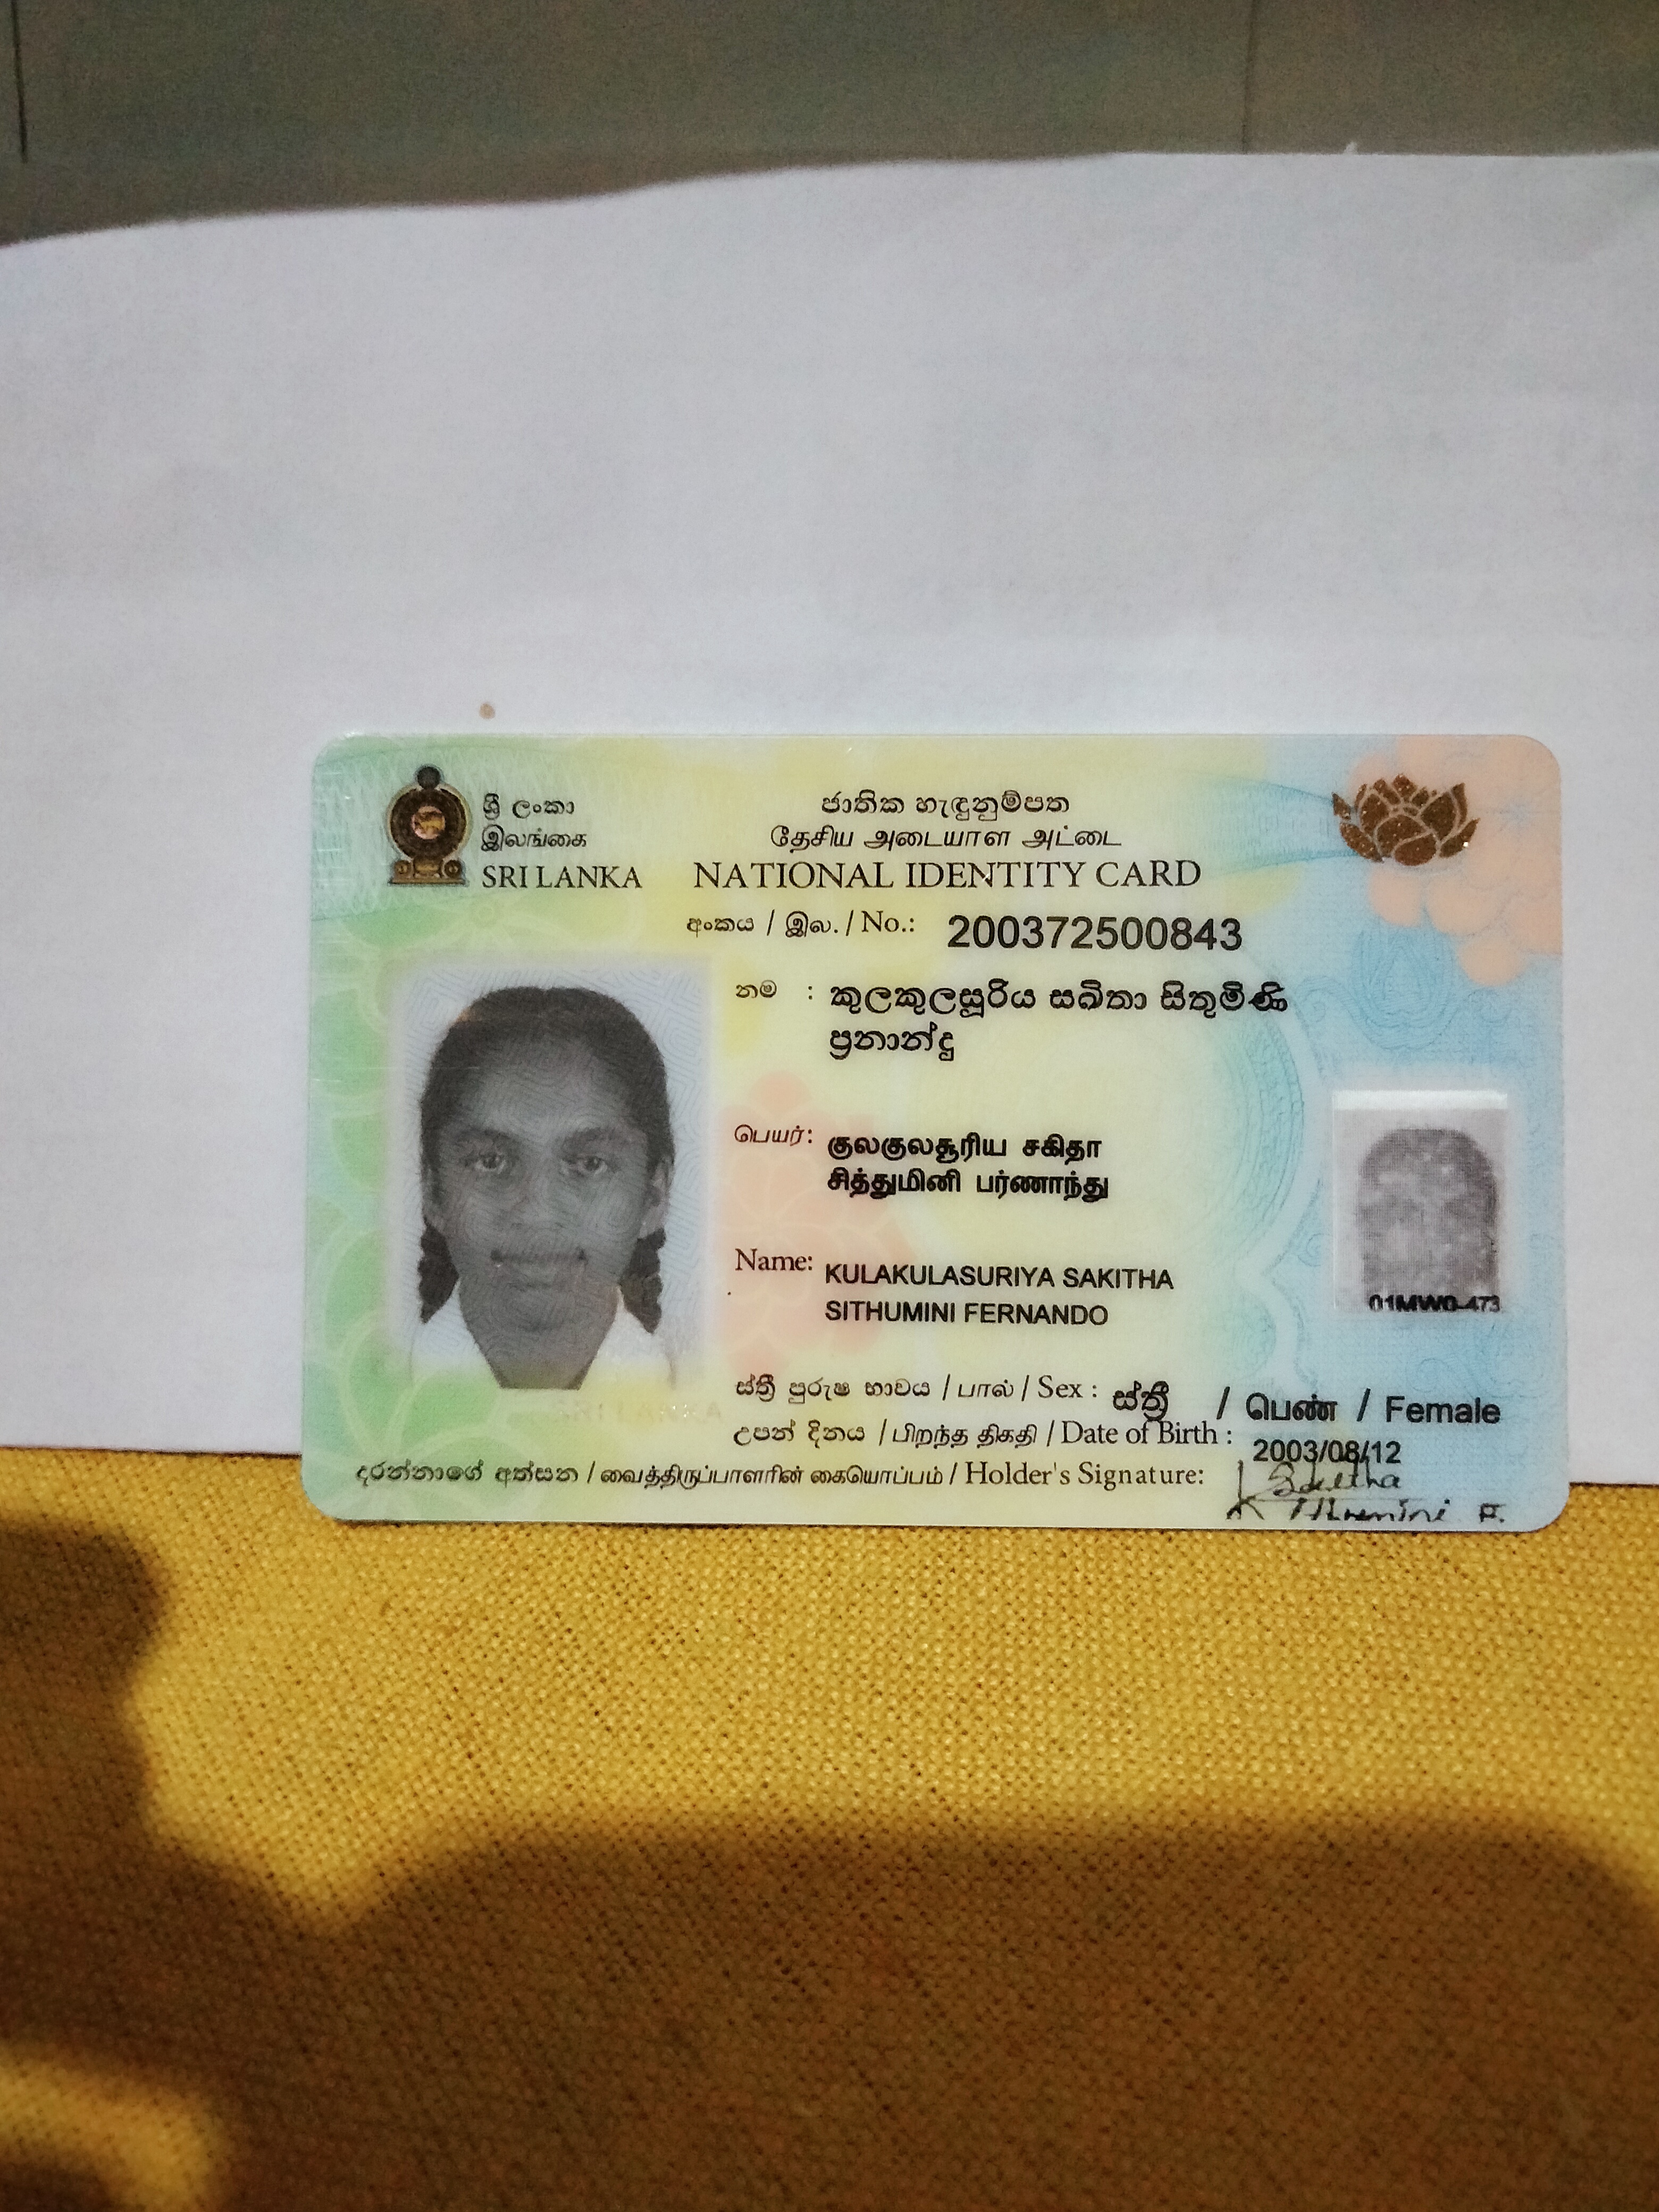 ශ්‍රී ලංකා
இலங்கை
SRI LANKA
ජාතික හැඳුනුම්පත
தேசிய அடையாள அட்டை
NATIONAL IDENTITY CARD
අංකය / இல. / No.: 200372500843
නම : කුලකුලසූරිය සඛිතා සිතුමිණි
ප්‍රනාන්දු
பெயர்: குலகுலசூரிய சகிதா
சித்துமினி பர்ணாந்து
Name: KULAKULASURIYA SAKITHA
SITHUMINI FERNANDO
01MW0-473
ස්ත්‍රී පුරුෂ භාවය / பால் / Sex : ස්ත්‍රී / பெண் / Female
උපන් දිනය / பிறந்த திகதி / Date of Birth : 2003/08/12
දරන්නාගේ අත්සන / வைத்திருப்பாளரின் கையொப்பம் / Holder's Signature: K Sakitha
Sithumini F.